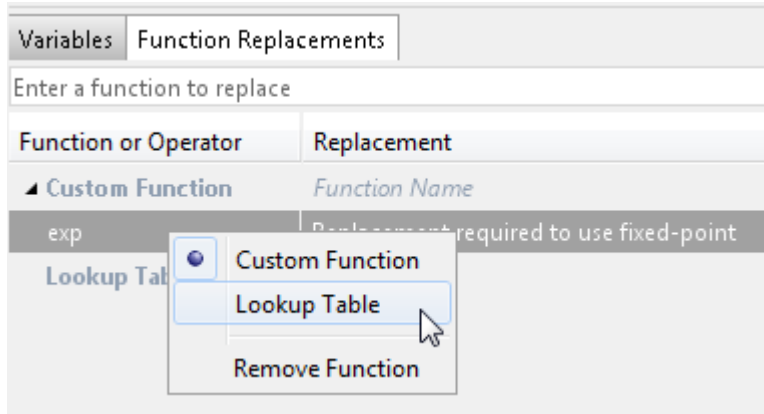 Variables Function Replacements
Enter a function to replace
Function or Operator Replacement
Custom Function Function Name
exp required to use fixed-point
Custom Function
Lookup
Lookup Table
Remove Function